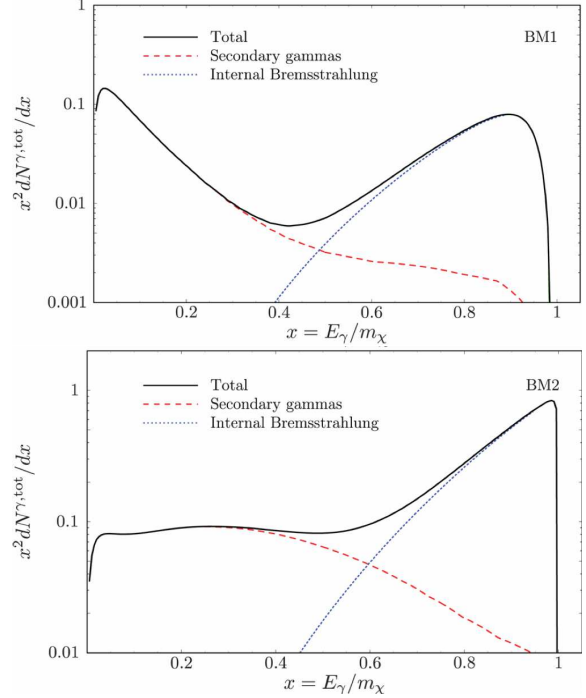 1
Total
BM1
Secondary gammas
Internal Bremsstrahlung
0.1
x²dN^γ,tot/dx
0.01
0.001
0.2 0.4 0.6 0.8 1
x = E_γ/m_χ
Total
BM2
Secondary gammas
Internal Bremsstrahlung
1
x²dN^γ,tot/dx
0.1
0.01
0.2 0.4 0.6 0.8 1
x = E_γ/m_χ